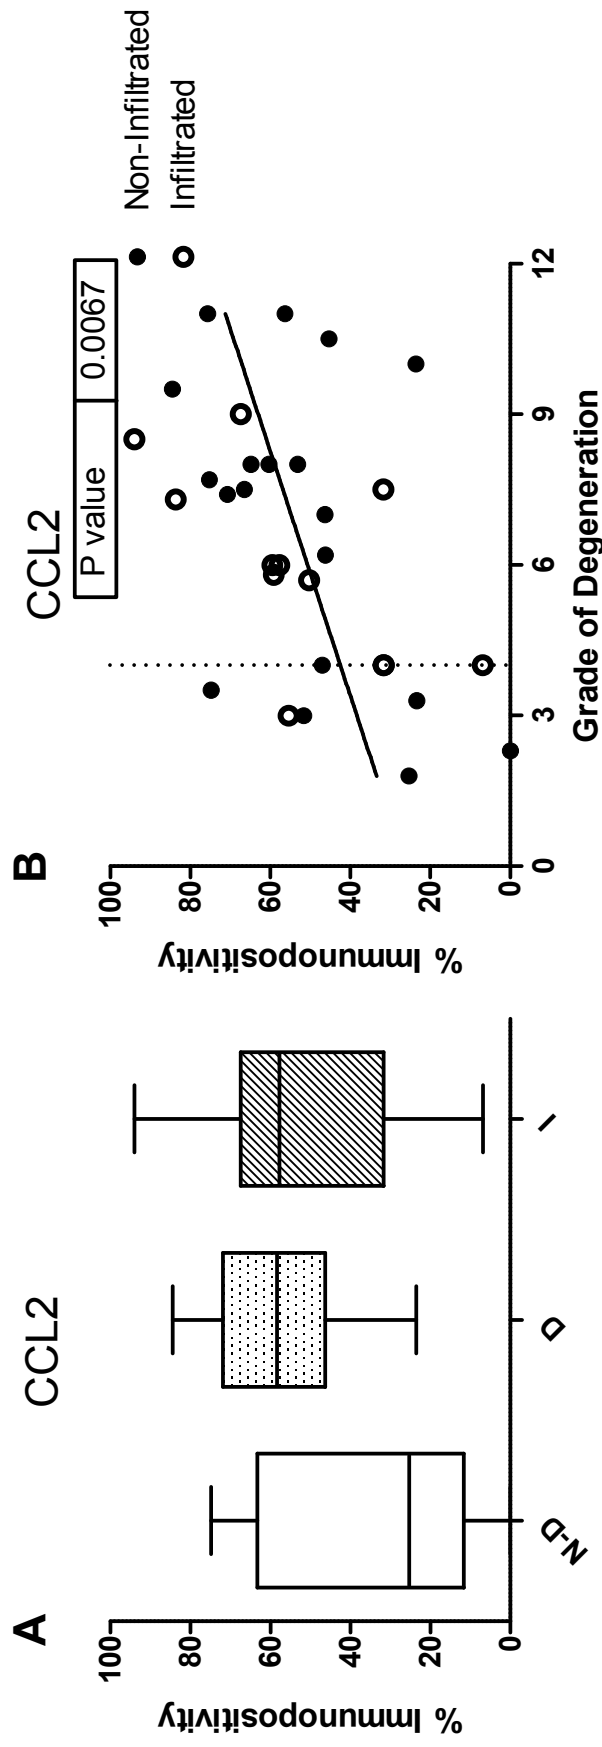 A
CCL2
% Immunopositivity
100
80
60
40
20
0
N-D
D
I
B
CCL2
P value 0.0067
Non-Infiltrated
Infiltrated
% Immunopositivity
100
80
60
40
20
0
0 3 6 9 12
Grade of Degeneration